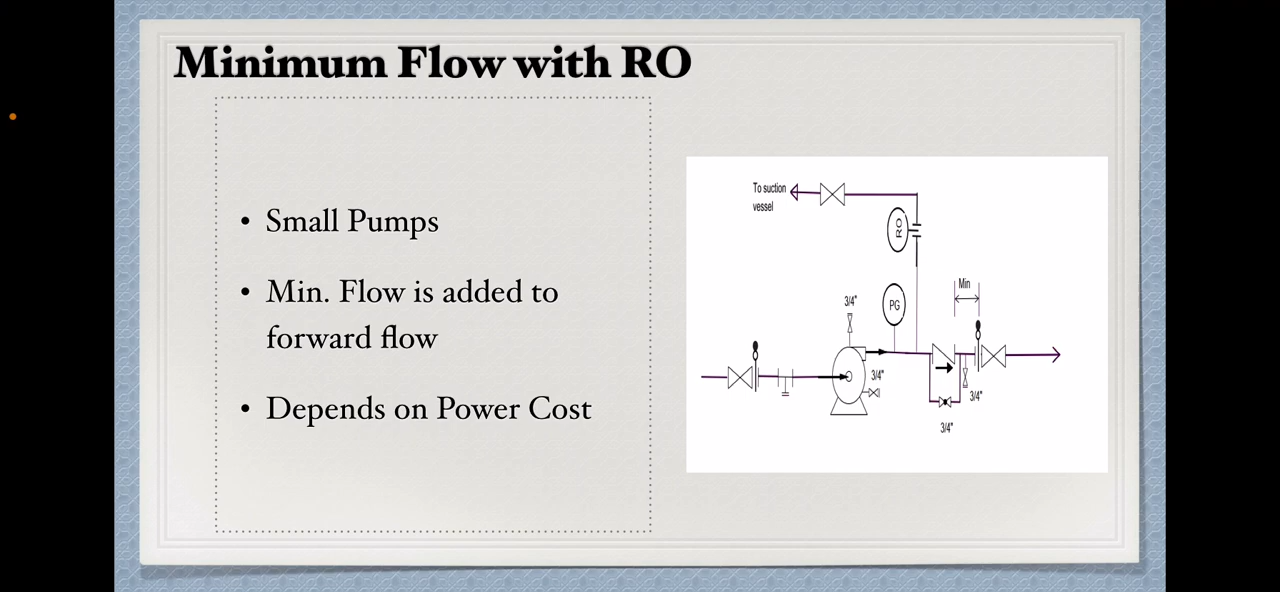 Minimum Flow with RO
• Small Pumps
• Min. Flow is added to
forward flow
• Depends on Power Cost
To suction
vessel
RO
Min
3/4"
PG
3/4"
3/4"
3/4"